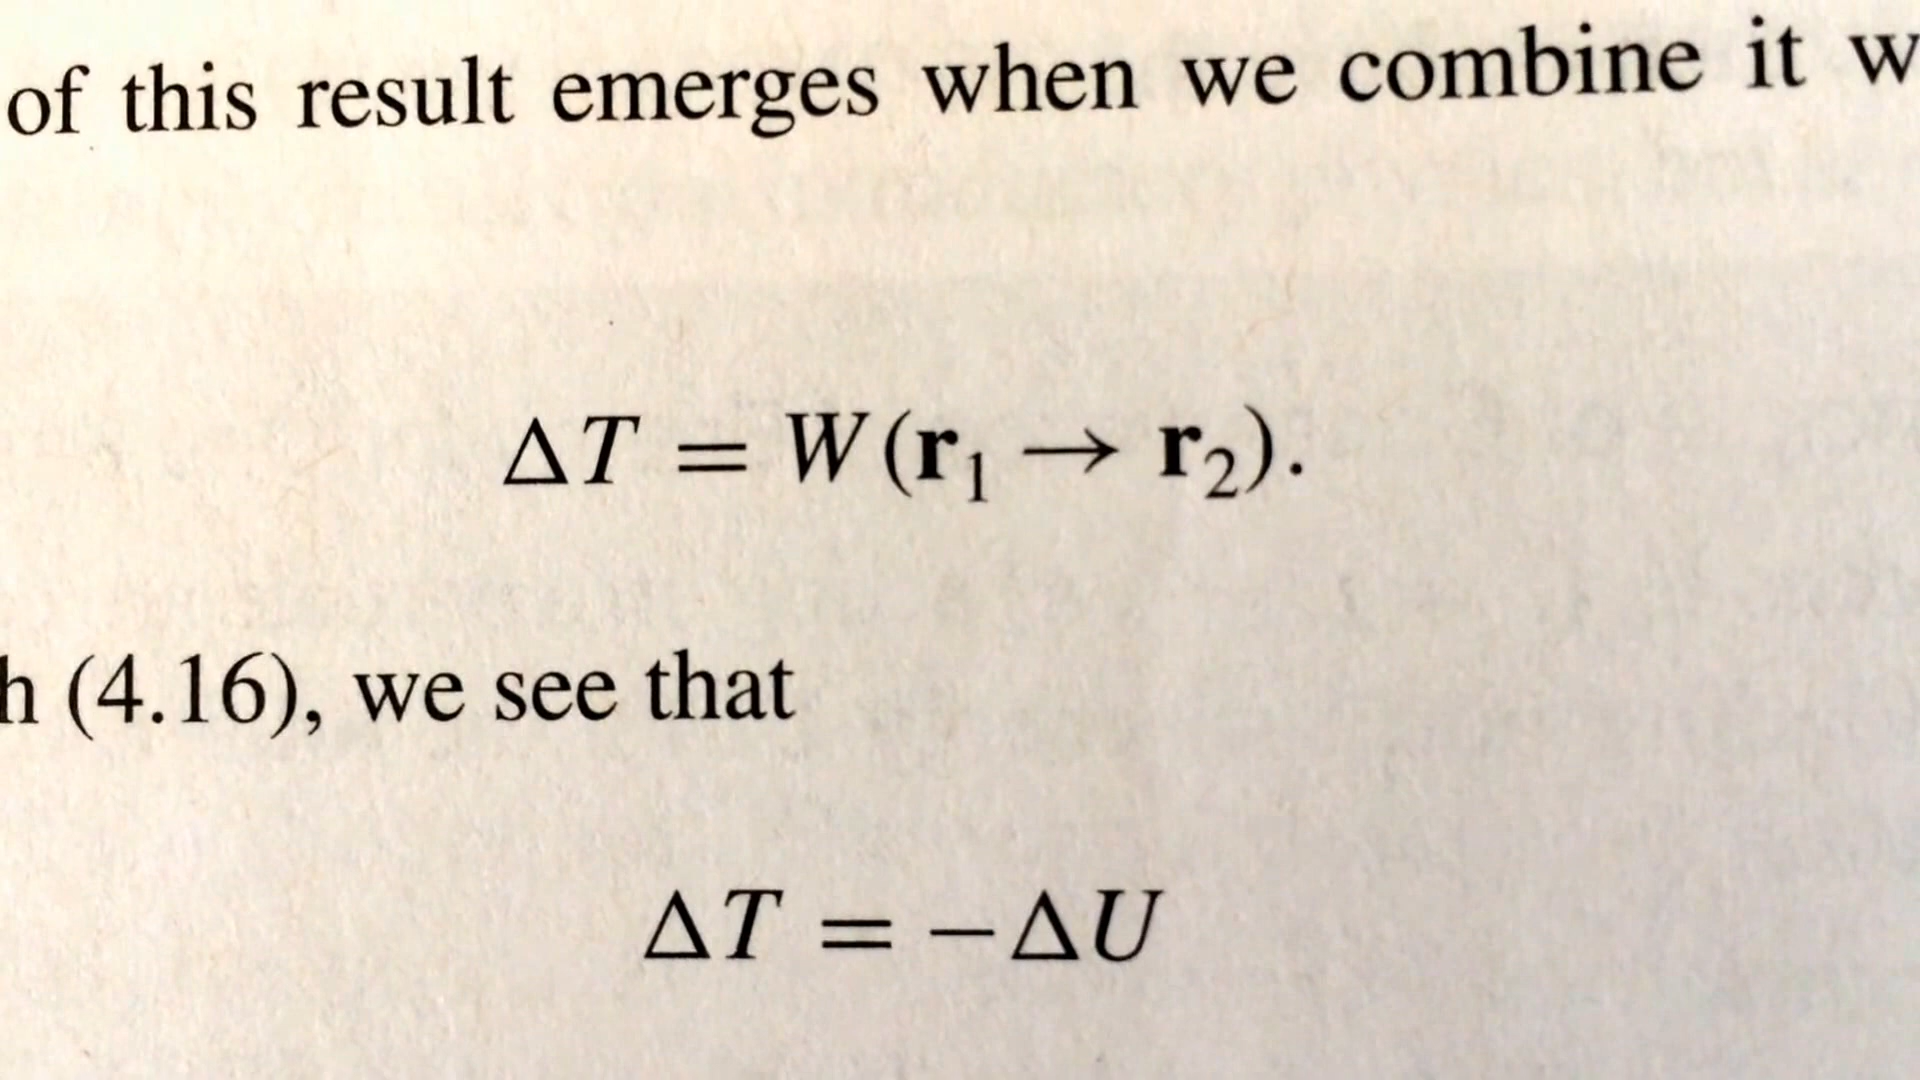 of this result emerges when we combine it w
ΔT = W(r₁ → r₂).
h (4.16), we see that
ΔT = −ΔU